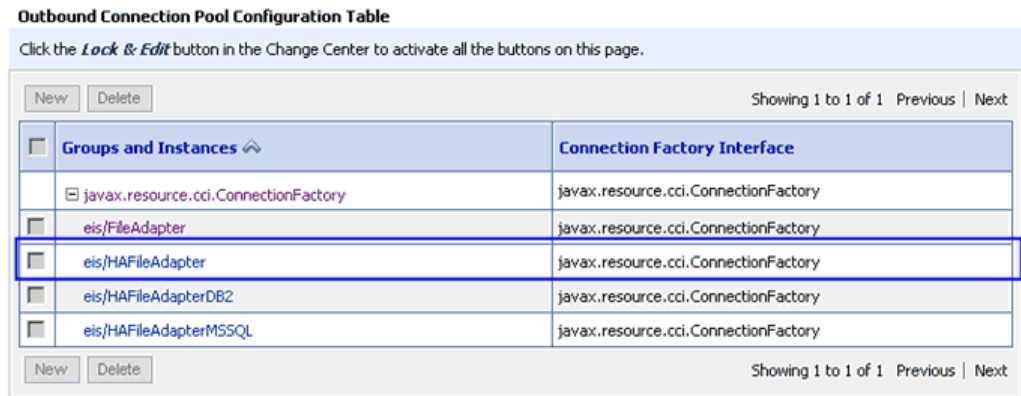 Outbound Connection Pool Configuration Table
Click the Lock & Edit button in the Change Center to activate all the buttons on this page.
New Delete Showing 1 to 1 of 1 Previous | Next
Groups and Instances Connection Factory Interface
javax.resource.cci.ConnectionFactory javax.resource.cci.ConnectionFactory
eis/FileAdapter javax.resource.cci.ConnectionFactory
eis/HAFileAdapter javax.resource.cci.ConnectionFactory
eis/HAFileAdapterDB2 javax.resource.cci.ConnectionFactory
eis/HAFileAdapterMSSQL javax.resource.cci.ConnectionFactory
New Delete Showing 1 to 1 of 1 Previous | Next